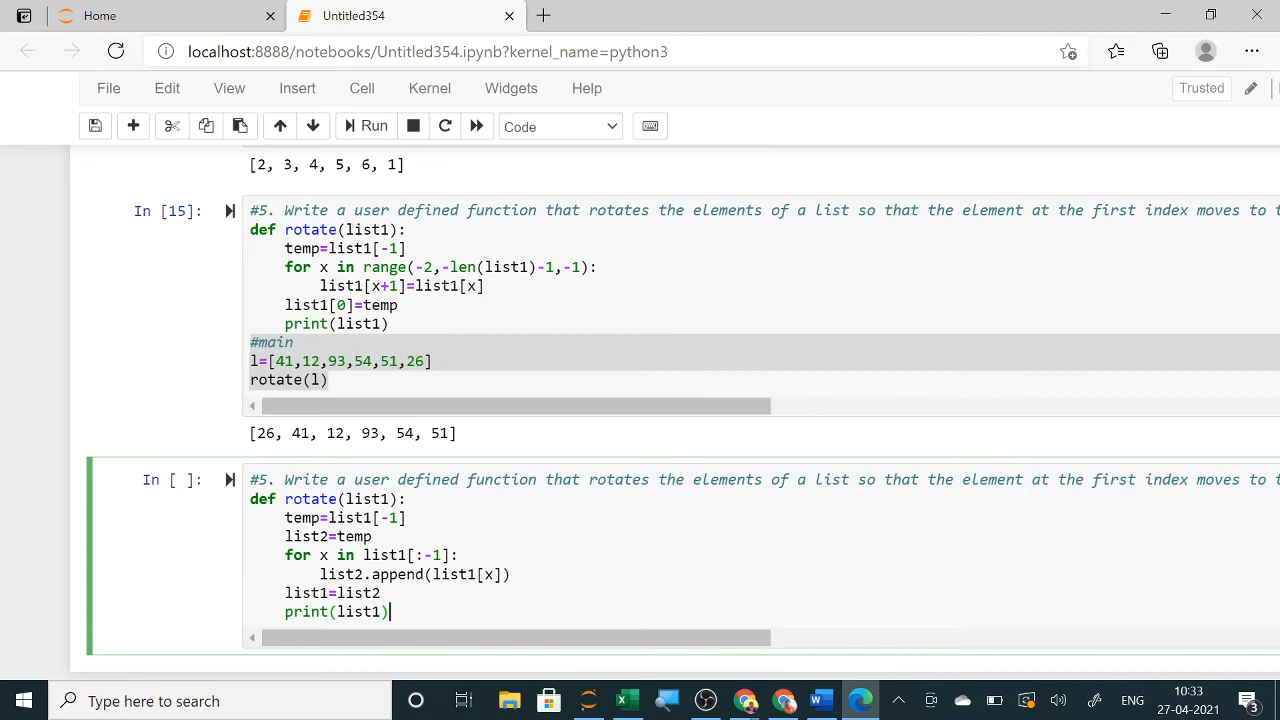 Home
Untitled354
localhost:8888/notebooks/Untitled354.ipynb?kernel_name=python3
File Edit View Insert Cell Kernel Widgets Help
Trusted
Run
Code
[2, 3, 4, 5, 6, 1]
In [15]:
#5. Write a user defined function that rotates the elements of a list so that the element at the first index moves to
def rotate(list1):
    temp=list1[-1]
    for x in range(-2,-len(list1)-1,-1):
        list1[x+1]=list1[x]
    list1[0]=temp
    print(list1)
#main
l=[41,12,93,54,51,26]
rotate(l)
[26, 41, 12, 93, 54, 51]
In [ ]:
#5. Write a user defined function that rotates the elements of a list so that the element at the first index moves to
def rotate(list1):
    temp=list1[-1]
    list2=temp
    for x in list1[:-1]:
        list2.append(list1[x])
    list1=list2
    print(list1)
Type here to search
ENG
10:33
27-04-2021
3